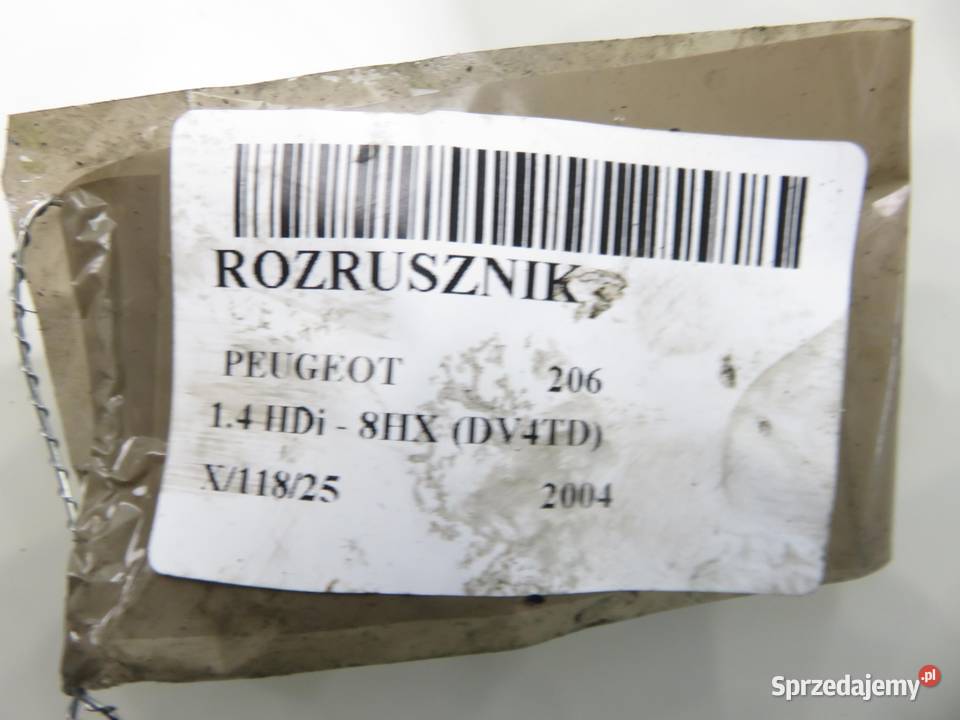 ROZRUSZNIK
PEUGEOT 206
1.4 HDi - 8HX (DV4TD)
X/118/25 2004
Sprzedajemy.pl